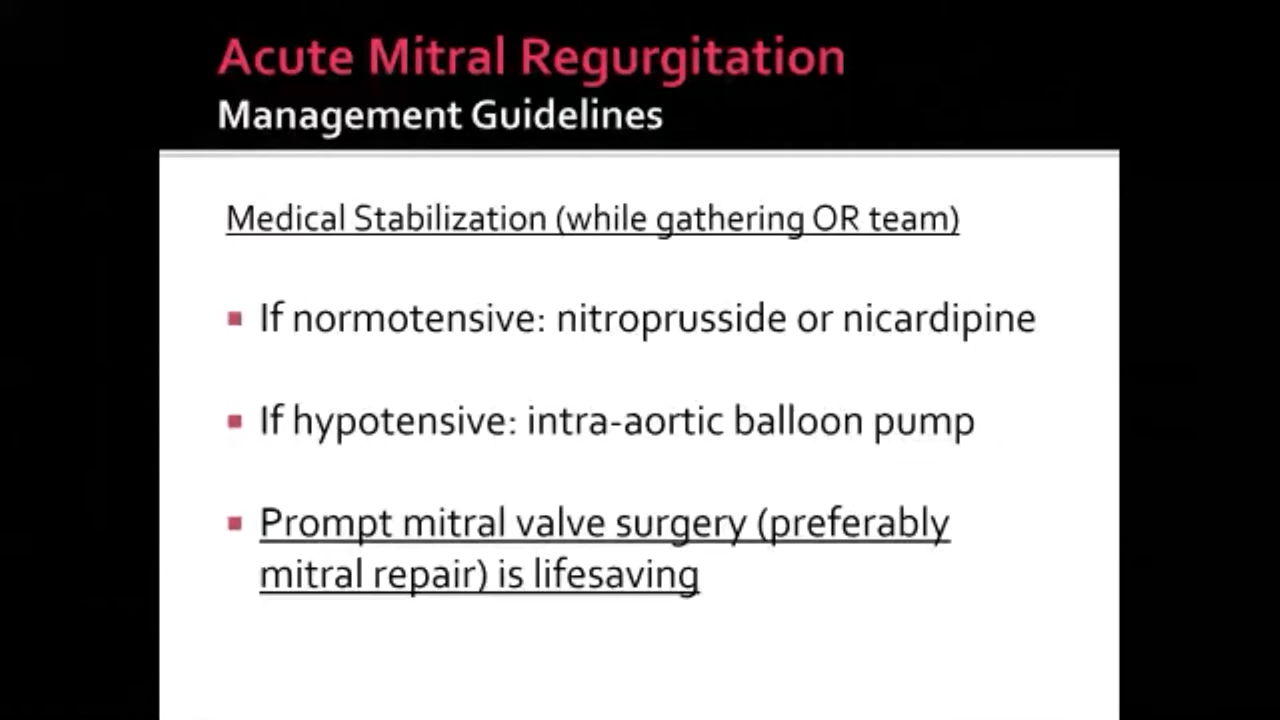 Acute Mitral Regurgitation
Management Guidelines
Medical Stabilization (while gathering OR team)
If normotensive: nitroprusside or nicardipine
If hypotensive: intra-aortic balloon pump
Prompt mitral valve surgery (preferably
mitral repair) is lifesaving